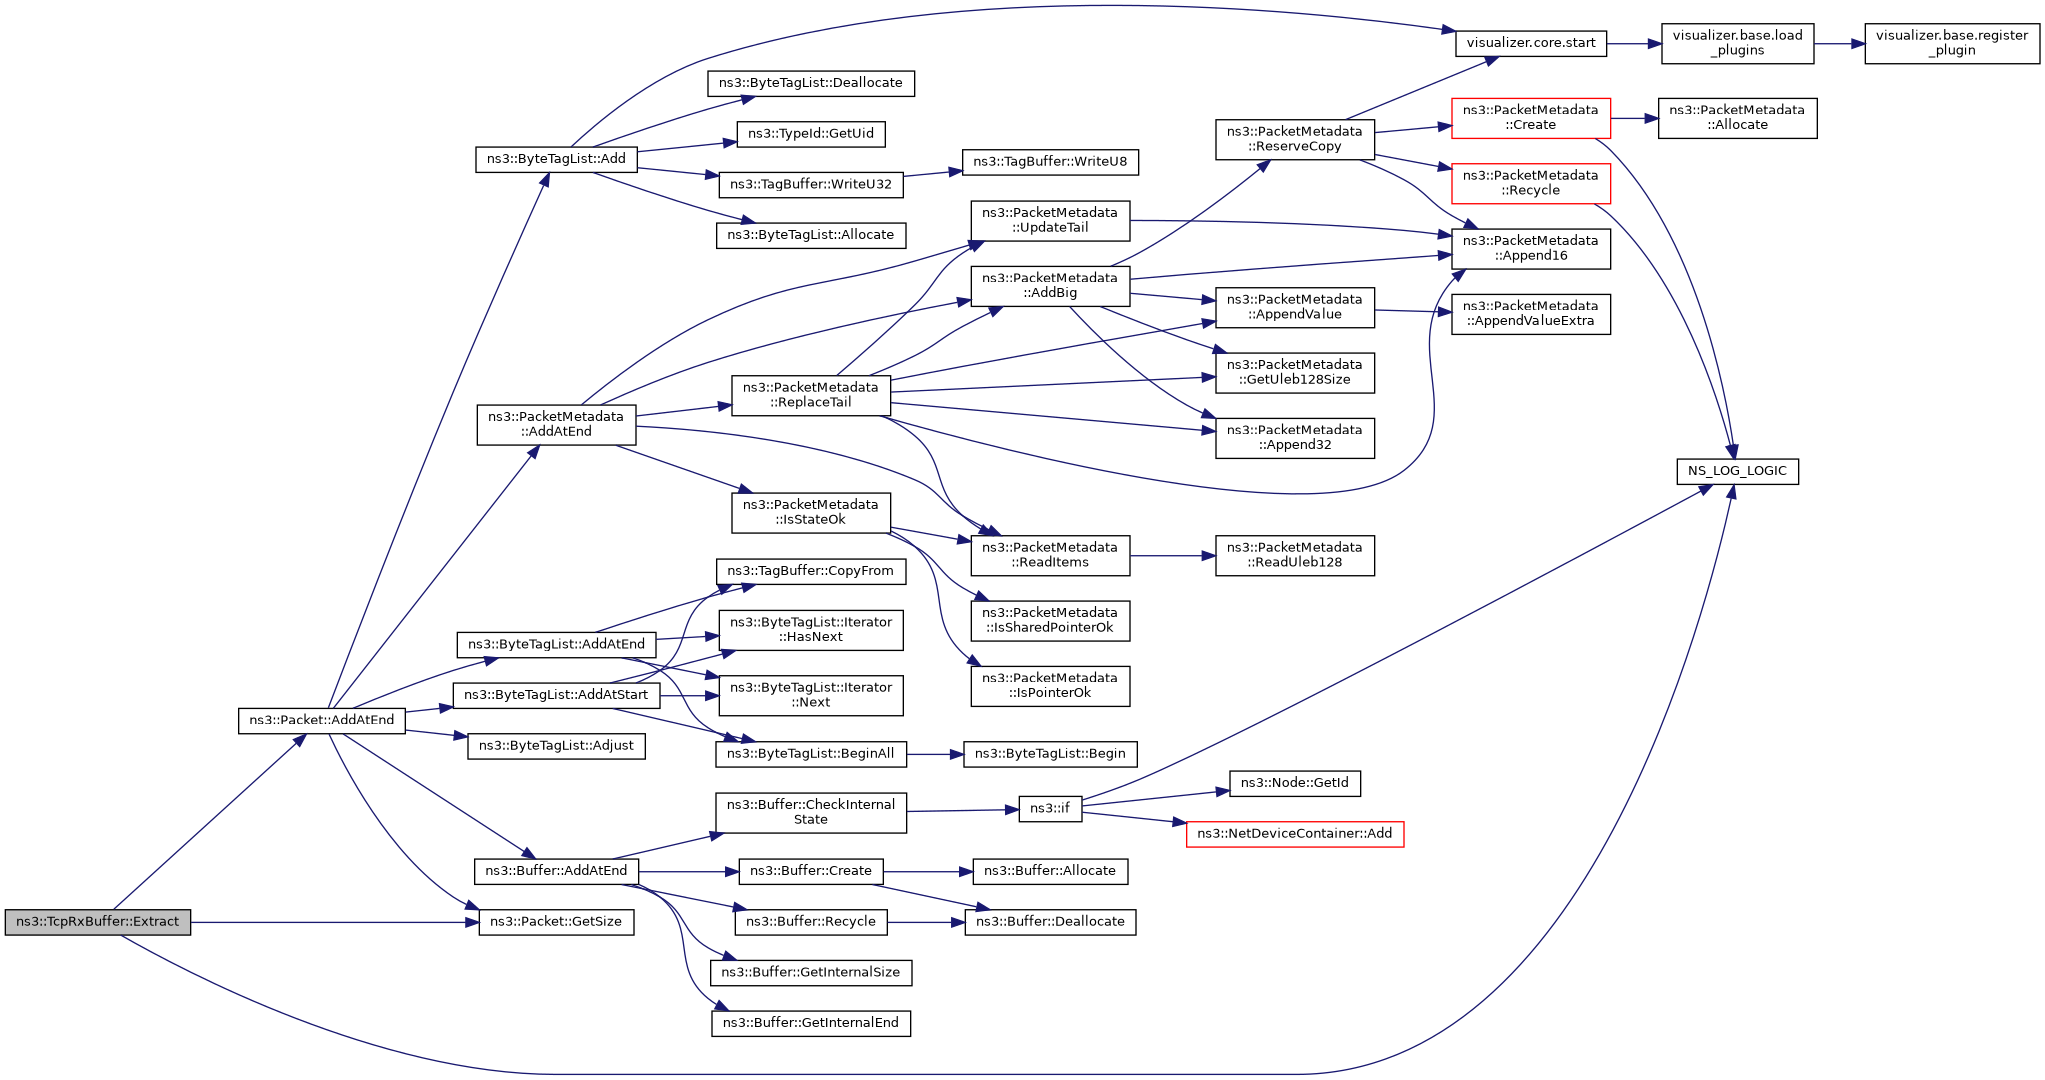 ns3::TcpRxBuffer::Extract
ns3::Packet::AddAtEnd
ns3::ByteTagList::Add
ns3::PacketMetadata
::AddAtEnd
ns3::ByteTagList::AddAtEnd
ns3::ByteTagList::AddAtStart
ns3::ByteTagList::Adjust
ns3::Buffer::AddAtEnd
ns3::Packet::GetSize
ns3::ByteTagList::Deallocate
ns3::TypeId::GetUid
ns3::TagBuffer::WriteU32
ns3::ByteTagList::Allocate
ns3::PacketMetadata
::ReplaceTail
ns3::PacketMetadata
::IsStateOk
ns3::TagBuffer::CopyFrom
ns3::ByteTagList::Iterator
::HasNext
ns3::ByteTagList::Iterator
::Next
ns3::ByteTagList::BeginAll
ns3::Buffer::CheckInternal
State
ns3::Buffer::Create
ns3::Buffer::Recycle
ns3::Buffer::GetInternalSize
ns3::Buffer::GetInternalEnd
ns3::TagBuffer::WriteU8
ns3::PacketMetadata
::UpdateTail
ns3::PacketMetadata
::AddBig
ns3::PacketMetadata
::ReadItems
ns3::PacketMetadata
::IsSharedPointerOk
ns3::PacketMetadata
::IsPointerOk
ns3::ByteTagList::Begin
ns3::if
ns3::Buffer::Allocate
ns3::Buffer::Deallocate
ns3::PacketMetadata
::ReserveCopy
ns3::PacketMetadata
::AppendValue
ns3::PacketMetadata
::GetUleb128Size
ns3::PacketMetadata
::Append32
ns3::PacketMetadata
::ReadUleb128
ns3::Node::GetId
ns3::NetDeviceContainer::Add
visualizer.core.start
ns3::PacketMetadata
::Create
ns3::PacketMetadata
::Recycle
ns3::PacketMetadata
::Append16
ns3::PacketMetadata
::AppendValueExtra
visualizer.base.load
_plugins
ns3::PacketMetadata
::Allocate
NS_LOG_LOGIC
visualizer.base.register
_plugin